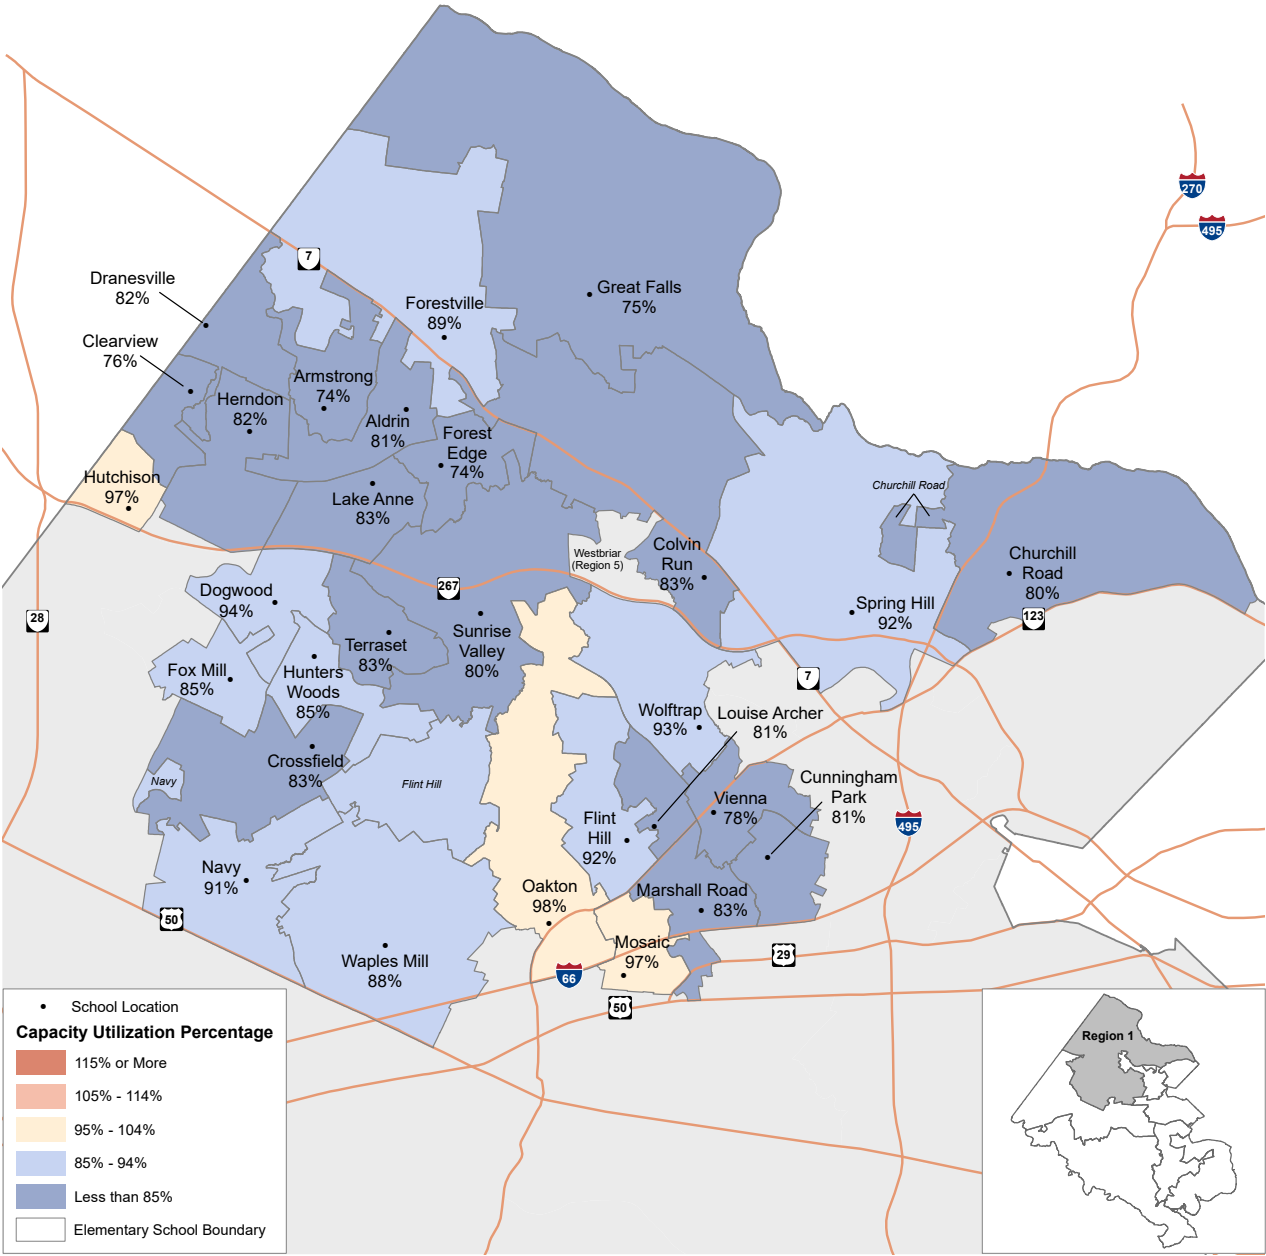 270
495
7
Dranesville
82%
Great Falls
75%
Forestville
89%
Clearview
76%
Armstrong
74%
Herndon
82%
Aldrin
81%
Forest
Edge
74%
Hutchison
97%
Lake Anne
83%
Churchill Road
Westbriar
(Region 5)
Colvin
Run
83%
Churchill
Road
80%
Dogwood
94%
267
28
Spring Hill
92%
123
Terraset
83%
Sunrise
Valley
80%
Fox Mill
85%
Hunters
Woods
85%
7
Wolftrap
93%
Louise Archer
81%
Crossfield
83%
Navy
Flint Hill
Cunningham
Park
81%
Vienna
78%
Flint
Hill
92%
495
Navy
91%
Oakton
98%
Marshall Road
83%
50
Mosaic
97%
29
Waples Mill
88%
66
50
School Location
Capacity Utilization Percentage
115% or More
105% - 114%
95% - 104%
85% - 94%
Less than 85%
Elementary School Boundary
Region 1